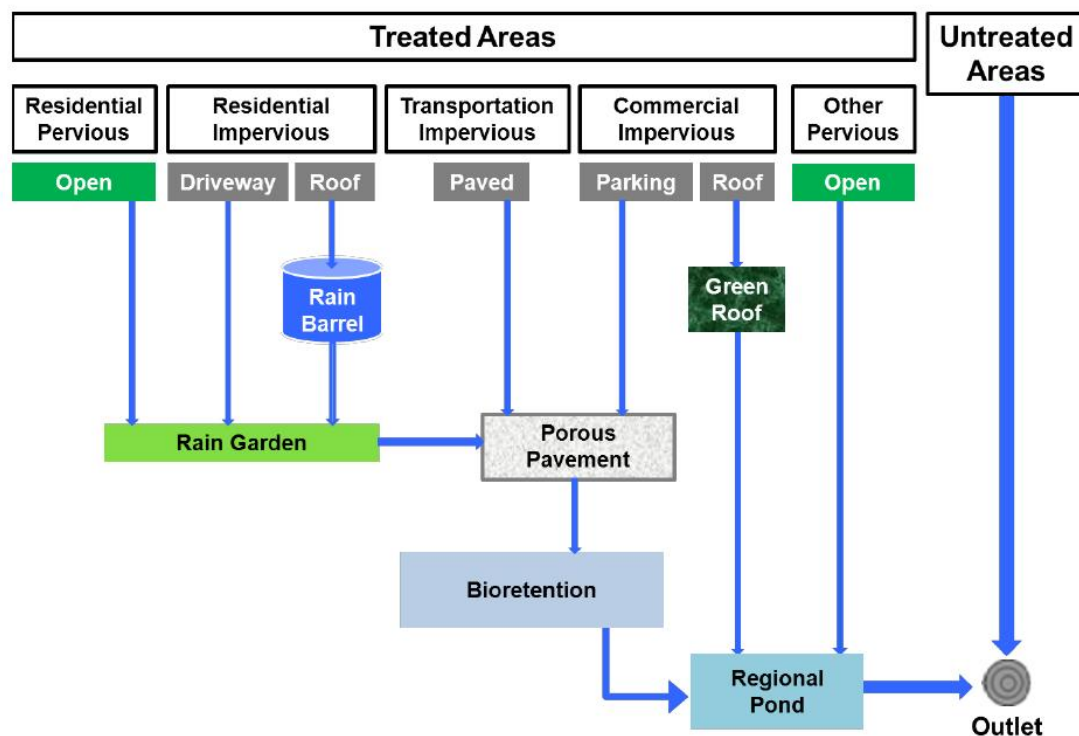 Treated Areas
Untreated
Areas
Residential
Pervious
Residential
Impervious
Transportation
Impervious
Commercial
Impervious
Other
Pervious
Open
Driveway
Roof
Paved
Parking
Roof
Open
Rain
Barrel
Green
Roof
Rain Garden
Porous
Pavement
Bioretention
Regional
Pond
Outlet